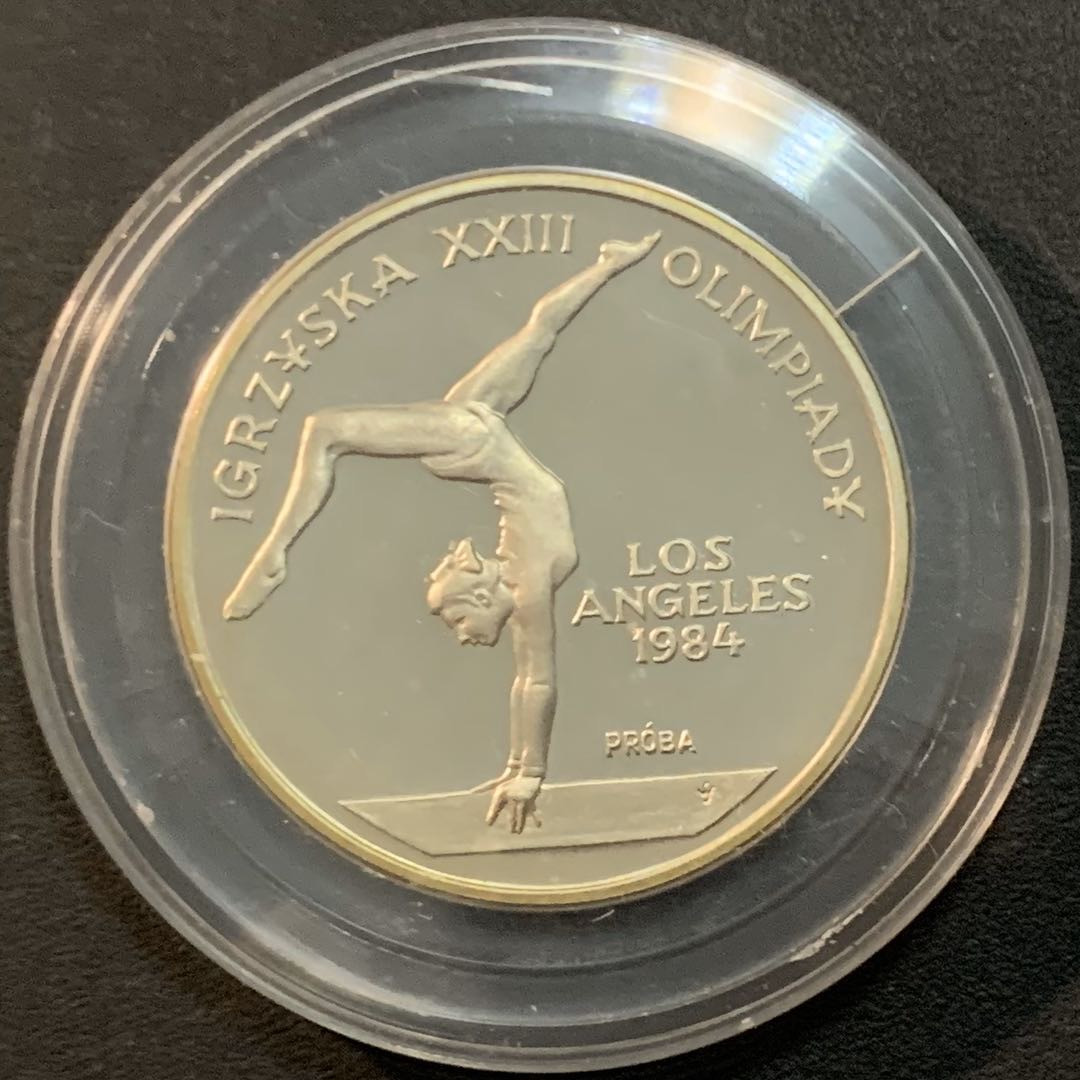 IGRZYSKA XXIII OLIMPIADY
LOS
ANGELES
1984
PRÓBA